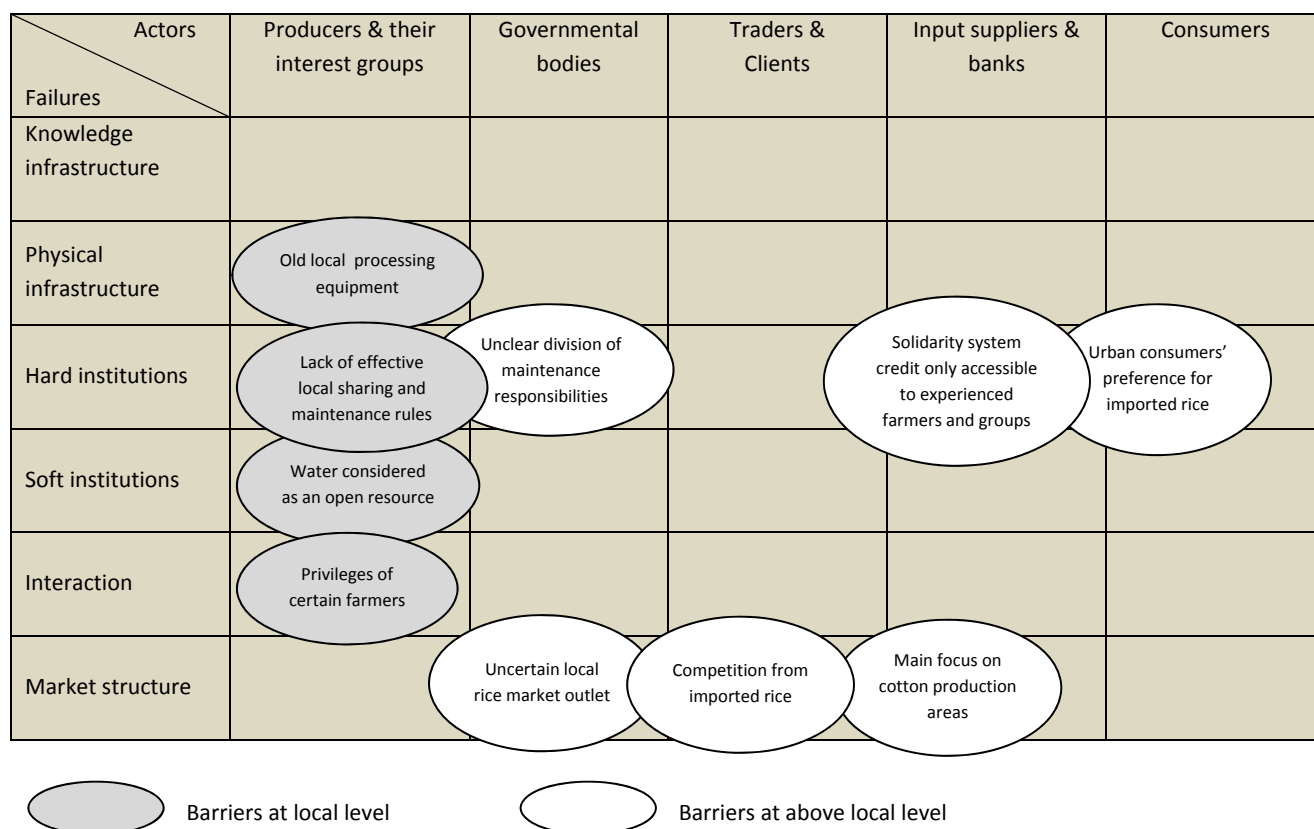 Actors
Failures
Producers & their
interest groups
Governmental
bodies
Traders &
Clients
Input suppliers &
banks
Consumers
Knowledge
infrastructure
Physical
infrastructure
Old local processing
equipment
Hard institutions
Lack of effective
local sharing and
maintenance rules
Unclear division of
maintenance
responsibilities
Solidarity system
credit only accessible
to experienced
farmers and groups
Urban consumers’
preference for
imported rice
Soft institutions
Water considered
as an open resource
Interaction
Privileges of
certain farmers
Market structure
Uncertain local
rice market outlet
Competition from
imported rice
Main focus on
cotton production
areas
Barriers at local level
Barriers at above local level